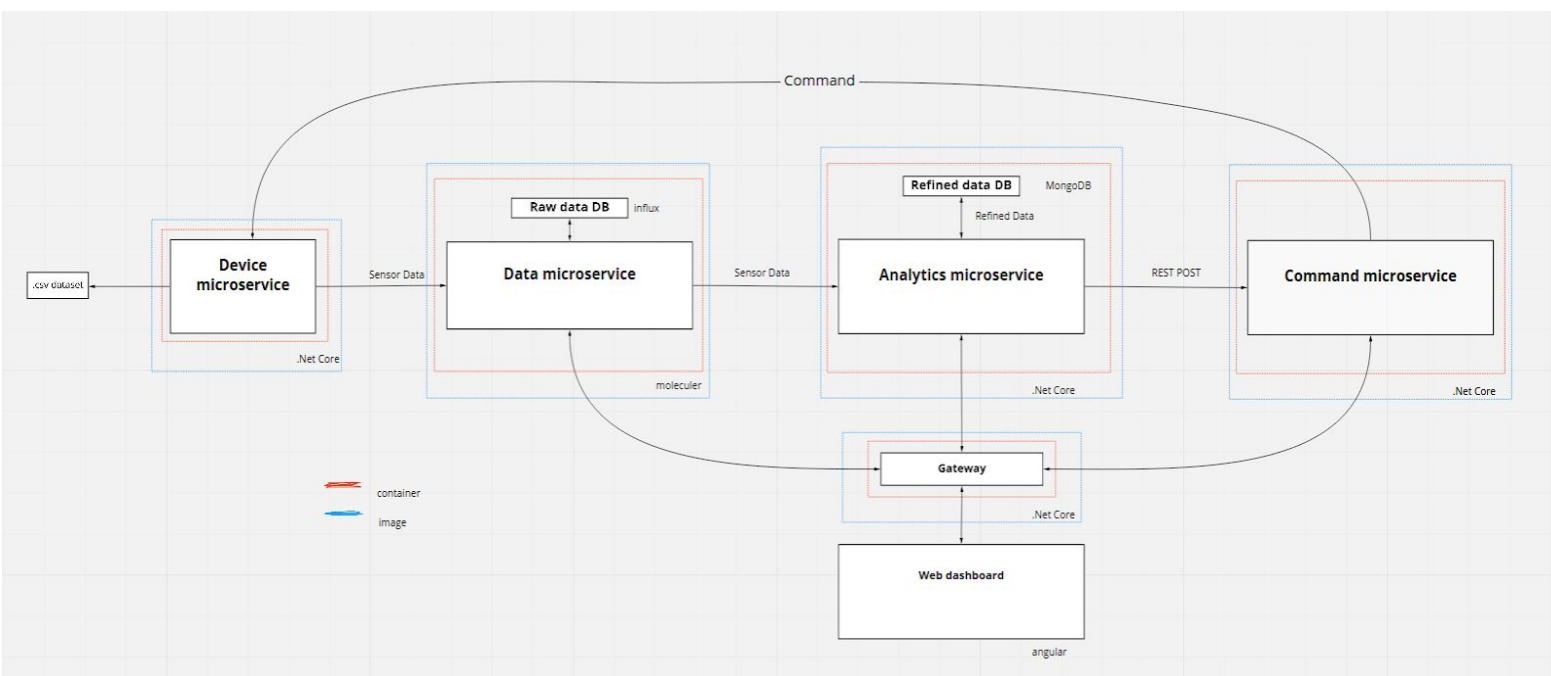 Command
Refined data DB
MongoDB
Raw data DB
influx
Refined Data
Device
microservice
Sensor Data
Data microservice
Sensor Data
Analytics microservice
REST POST
Command microservice
.csv dataset
.Net Core
moleculer
.Net Core
.Net Core
Gateway
container
.Net Core
image
Web dashboard
angular